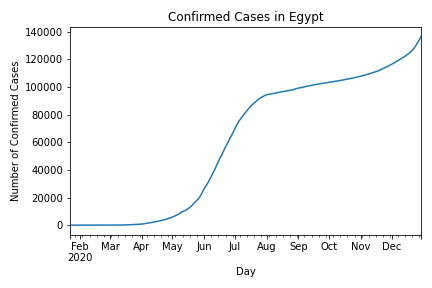 Confirmed Cases in Egypt
140000
120000
100000
80000
60000
40000
20000
0
Number of Confirmed Cases
Feb Mar Apr May Jun Jul Aug Sep Oct Nov Dec
2020
Day